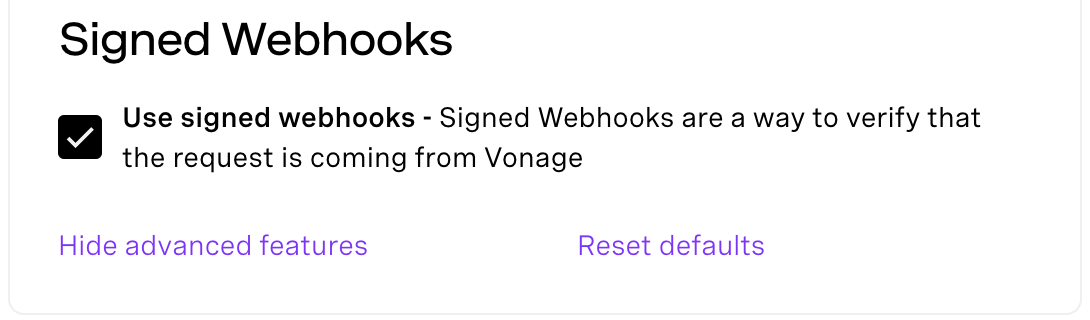 Signed Webhooks
Use signed webhooks - Signed Webhooks are a way to verify that
the request is coming from Vonage
Hide advanced features
Reset defaults